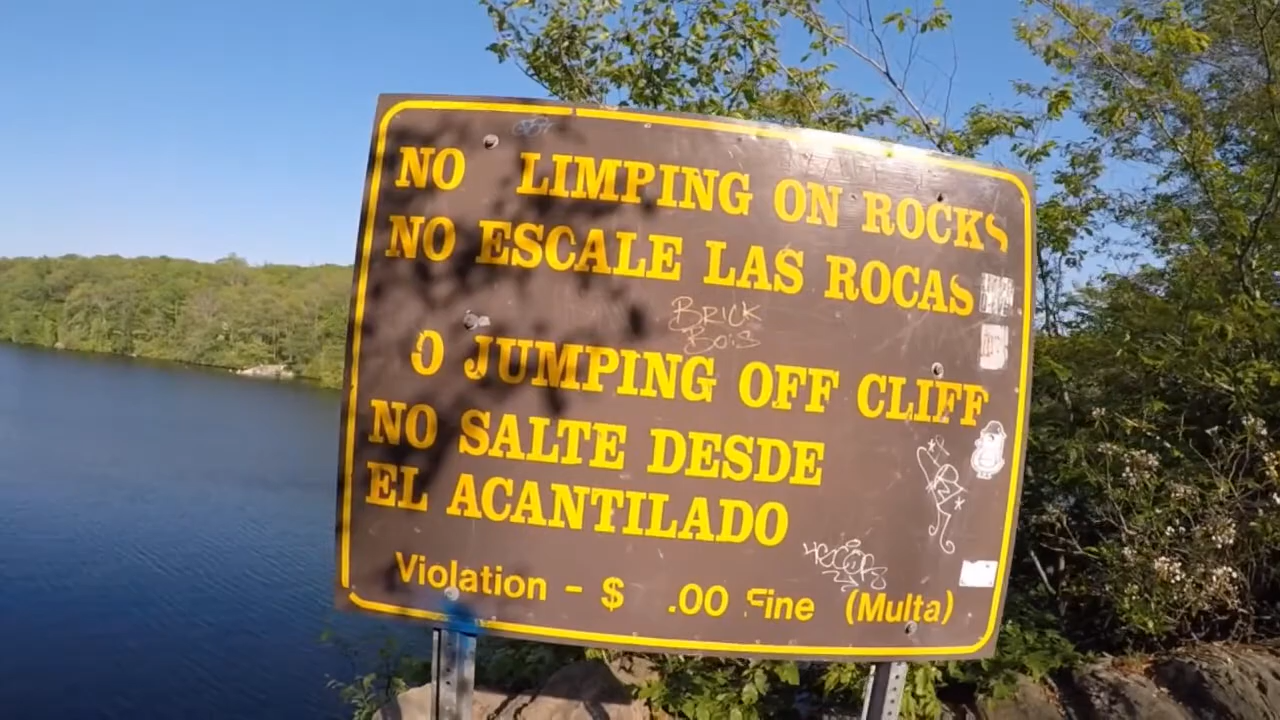 NO LIMPING ON ROCKS
NO ESCALE LAS ROCAS
BRICK
BOIS
O JUMPING OFF CLIFF
NO SALTE DESDE
EL ACANTILADO
Violation - $ .00 Fine (Multa)